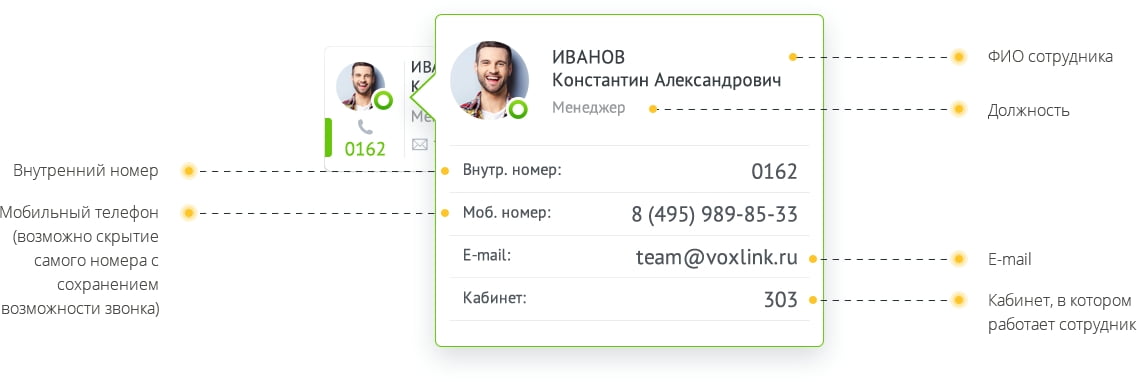 ИВА
К
Ме
0162
ИВАНОВ
Константин Александрович
Менеджер
Внутр. номер:
0162
Моб. номер:
8 (495) 989-85-33
E-mail:
team@voxlink.ru
Кабинет:
303
Внутренний номер
Мобильный телефон
(возможно скрытие
самого номера с
сохранением
возможности звонка)
ФИО сотрудника
Должность
E-mail
Кабинет, в котором
работает сотрудник